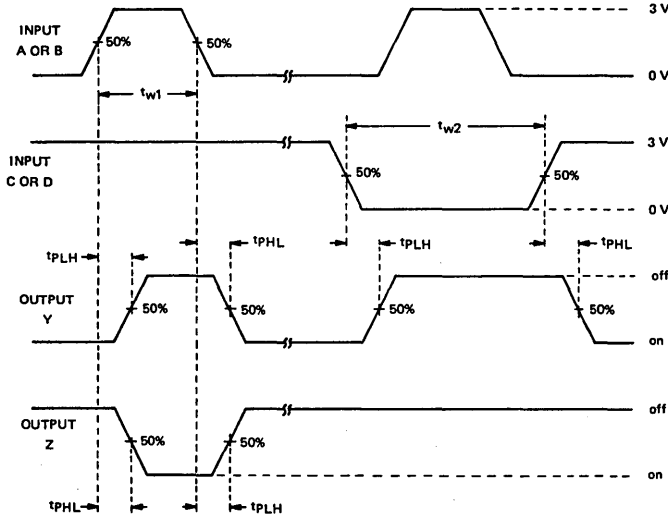 INPUT
A OR B
50%
50%
3 V
0 V
tw1
INPUT
C OR D
tw2
50%
50%
3 V
0 V
tPLH
tPHL
tPLH
tPHL
OUTPUT
Y
50%
50%
50%
50%
off
on
OUTPUT
Z
50%
50%
off
on
tPHL
tPLH